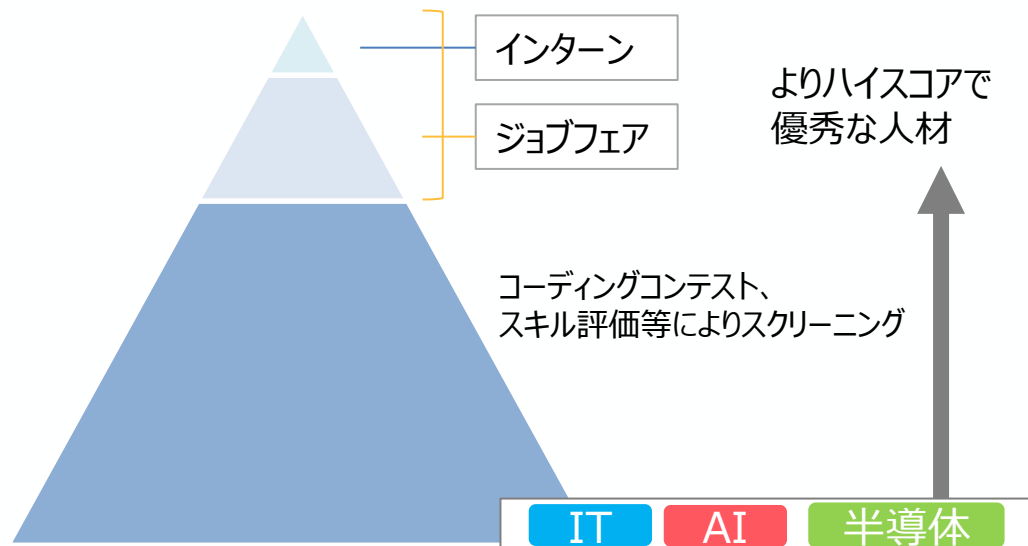 インターン
ジョブフェア
よりハイスコアで
優秀な人材
コーディングコンテスト、
スキル評価等によりスクリーニング
IT AI 半導体